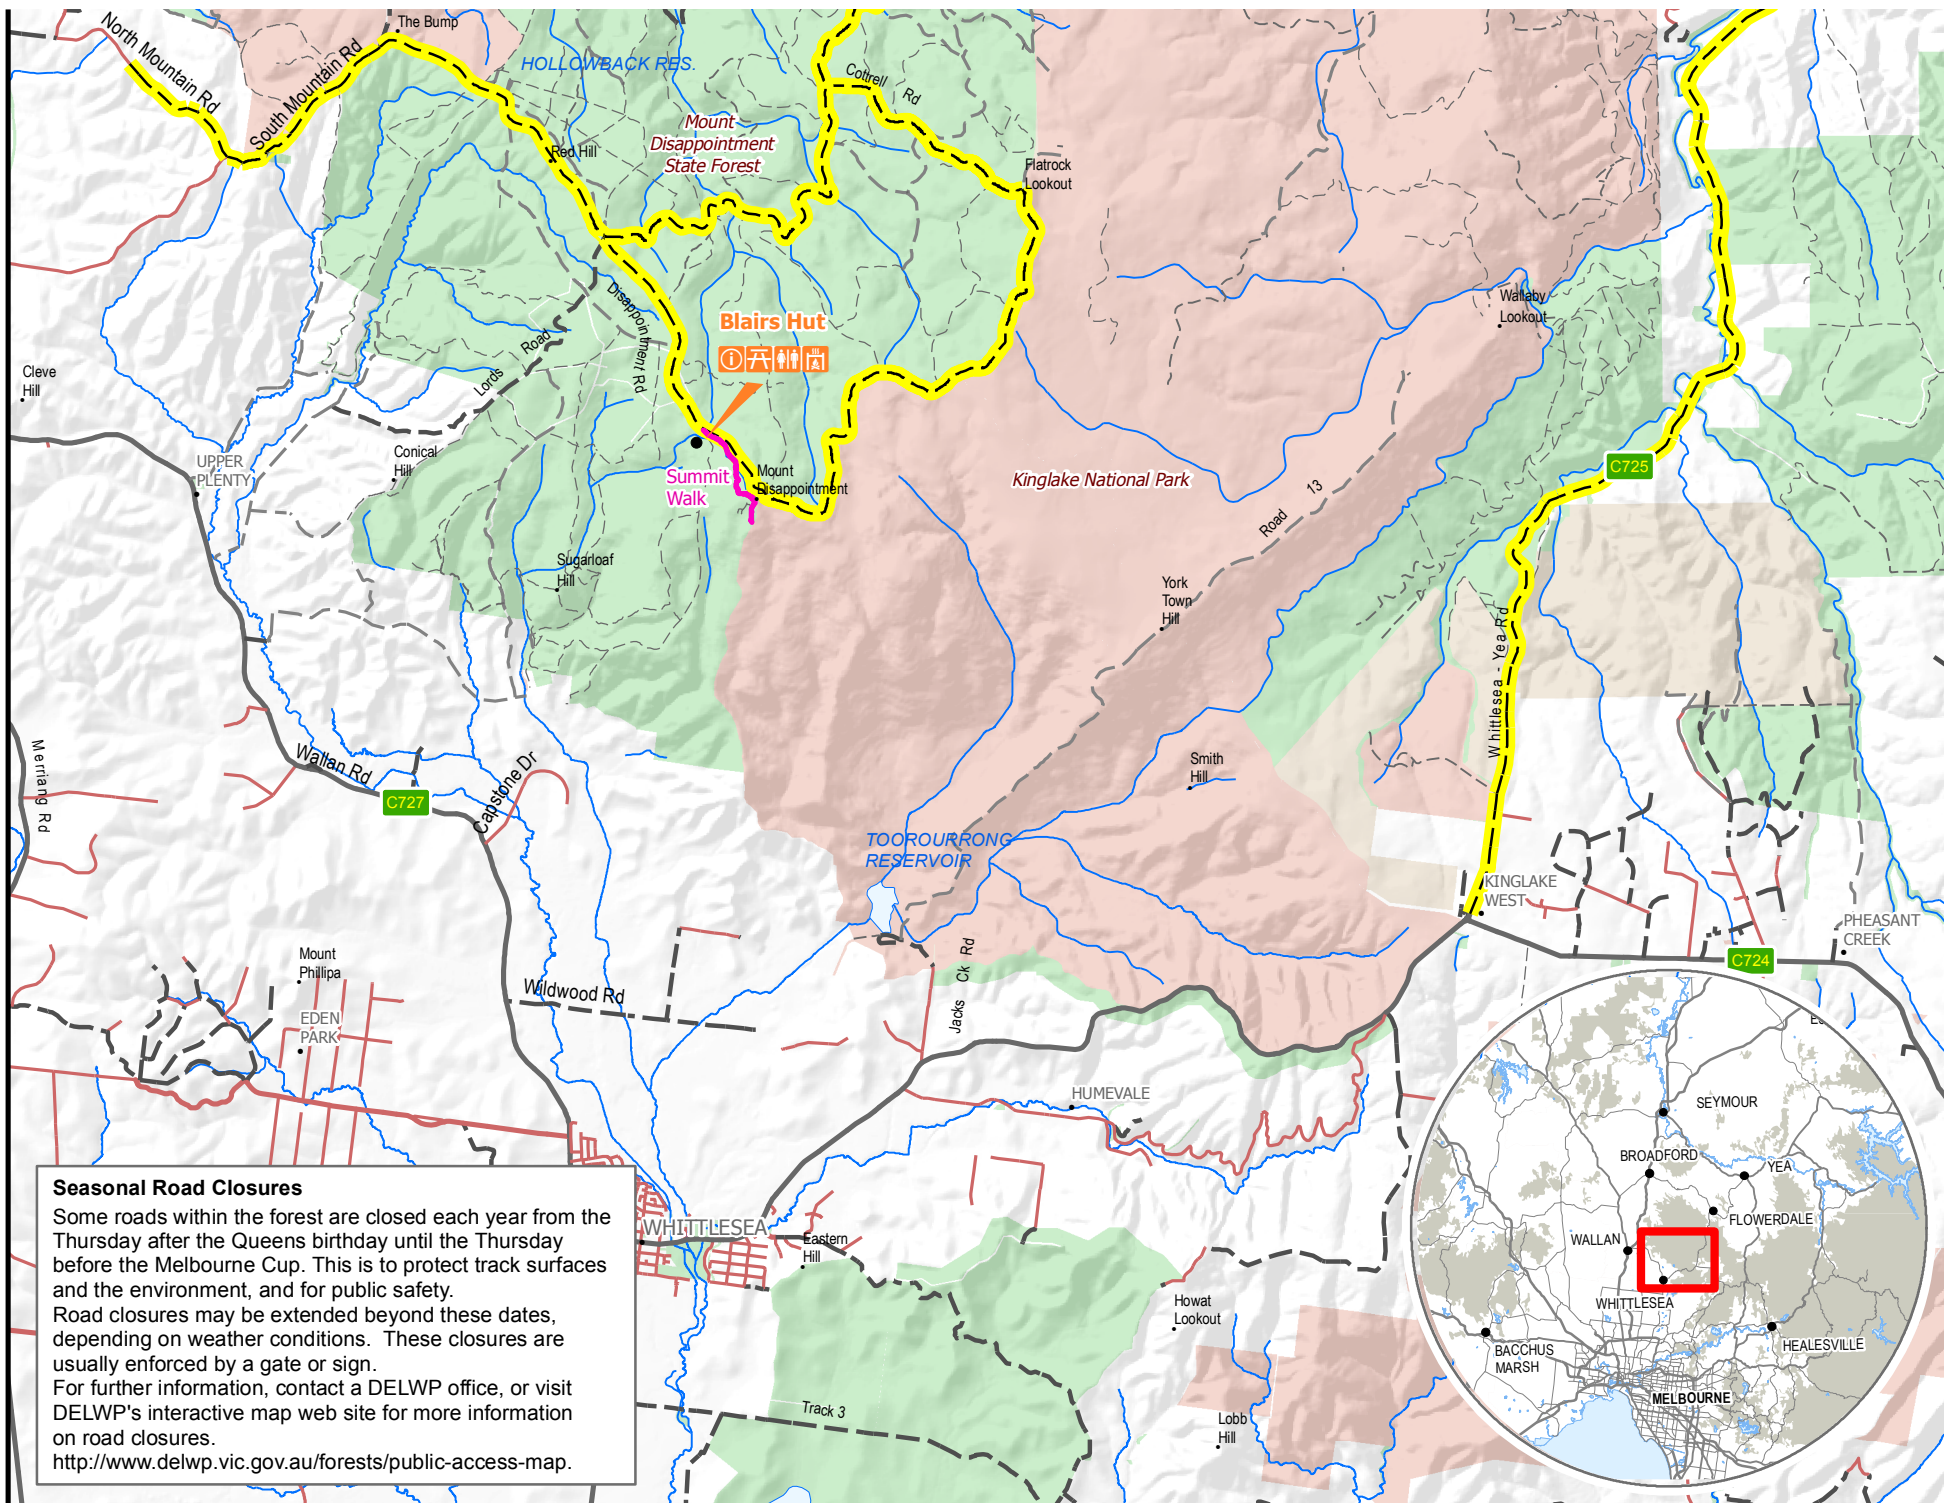 The Bump
North Mountain Rd
South Mountain Rd
HOLLOWBACK RES.
Cottrell
Rd
Mount
Disappointment
State Forest
Red Hill
Flatrock
Lookout
Disappointment Rd
Blairs Hut
Wallaby
Lookout
Lords
Road
Cleve
Hill
Conical
Hill
UPPER
PLENTY
Summit
Walk
Mount
Disappointment
Kinglake National Park
C725
Road
13
Sugarloaf
Hill
York
Town
Hill
Whittlesea - Yea Rd
Merriang Rd
Wallan Rd
C727
Capstone Dr
Smith
Hill
TOOROURRONG
RESERVOIR
KINGLAKE
WEST
PHEASANT
CREEK
C724
Mount
Phillipa
Wildwood Rd
Jacks
Ck
Rd
EDEN
PARK
HUMEVALE
WHITTLESEA
Eastern
Hill
Howat
Lookout
Lobb
Hill
Track 3
Seasonal Road Closures
Some roads within the forest are closed each year from the
Thursday after the Queens birthday until the Thursday
before the Melbourne Cup. This is to protect track surfaces
and the environment, and for public safety.
Road closures may be extended beyond these dates,
depending on weather conditions.  These closures are
usually enforced by a gate or sign.
For further information, contact a DELWP office, or visit
DELWP's interactive map web site for more information
on road closures.
http://www.delwp.vic.gov.au/forests/public-access-map.
SEYMOUR
BROADFORD
YEA
FLOWERDALE
WALLAN
WHITTLESEA
HEALESVILLE
BACCHUS
MARSH
MELBOURNE